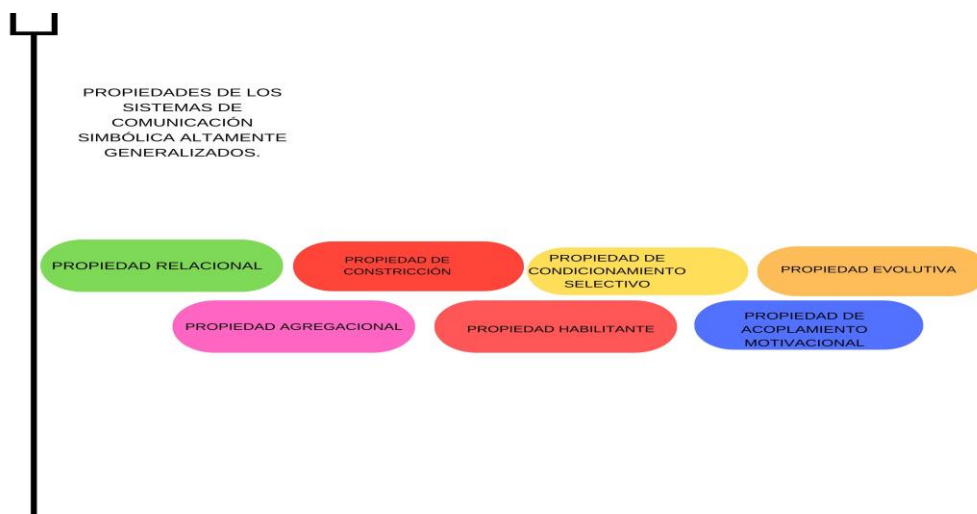 PROPIEDADES DE LOS
SISTEMAS DE
COMUNICACIÓN
SIMBÓLICA ALTAMENTE
GENERALIZADOS.
PROPIEDAD RELACIONAL
PROPIEDAD DE
CONSTRICCIÓN
PROPIEDAD DE
CONDICIONAMIENTO
SELECTIVO
PROPIEDAD EVOLUTIVA
PROPIEDAD AGREGACIONAL
PROPIEDAD HABILITANTE
PROPIEDAD DE
ACOPLAMIENTO
MOTIVACIONAL